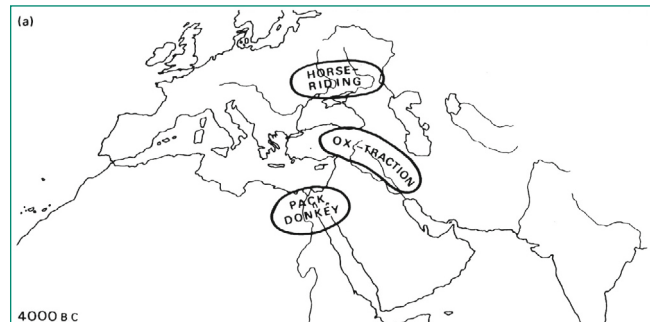 (a)
HORSE-
RIDING
OX-TRACTION
PACK
DONKEY
4000 BC